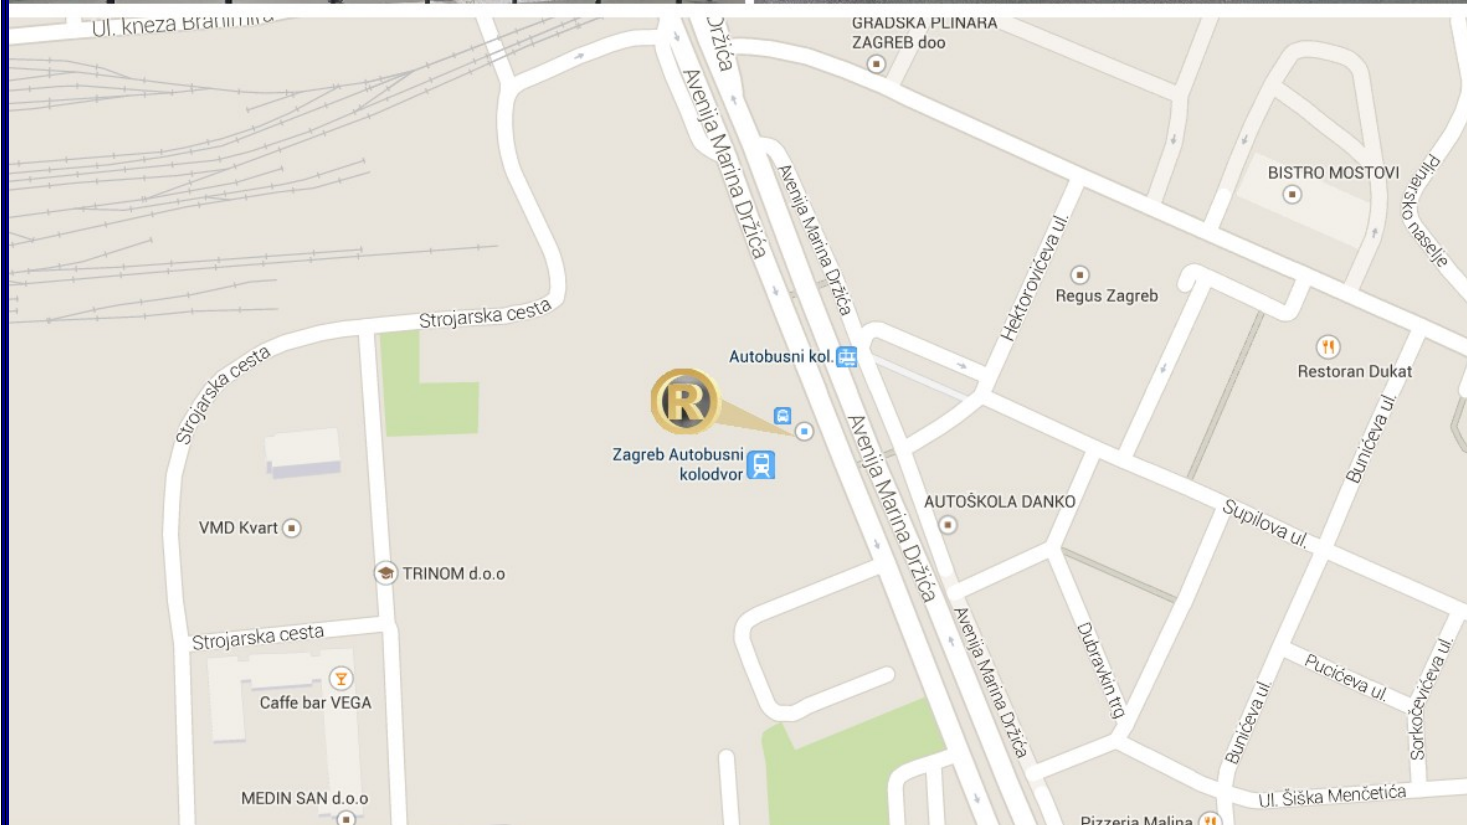 Ul. kneza Branimira
GRADSKA PLINARA
ZAGREB doo
Držića
Avenija Marina Držića
Avenija Marina Držića
BISTRO MOSTOVI
Plinarsko naselje
Hektorovićeva ul.
Regus Zagreb
Strojarska cesta
Strojarska cesta
Autobusni kol.
Restoran Dukat
R
Zagreb Autobusni
kolodvor
Avenija Marina Držića
Bunićeva ul.
AUTOŠKOLA DANKO
Supilova ul.
VMD Kvart
TRINOM d.o.o
Strojarska cesta
Avenija Marina Držića
Dubravkin trg
Pucićeva ul.
Sorkočevićeva ul.
Bunićeva ul.
Caffe bar VEGA
MEDIN SAN d.o.o
Ul. Šiška Menčetića
Pizzeria Malina